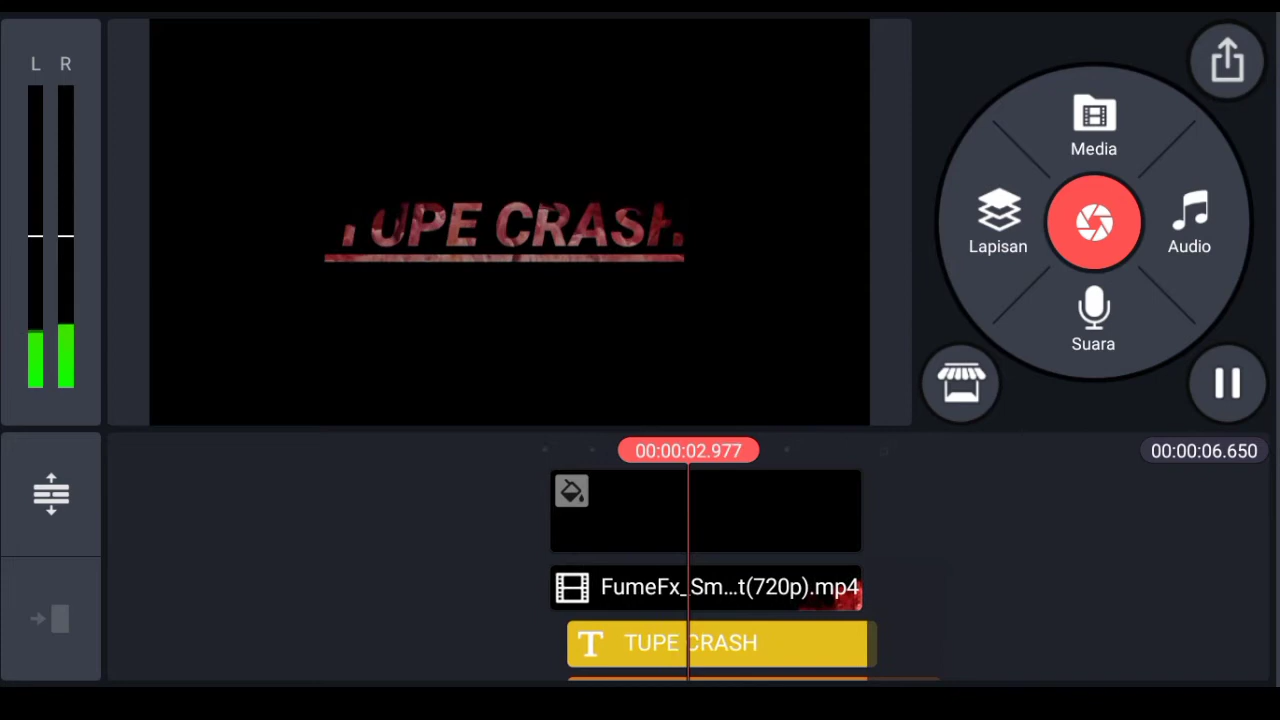 L R
TUPE CRASH
Media
Lapisan
Audio
Suara
00:00:02.977
00:00:06.650
FumeFx_Sm...t(720p).mp4
T TUPE CRASH